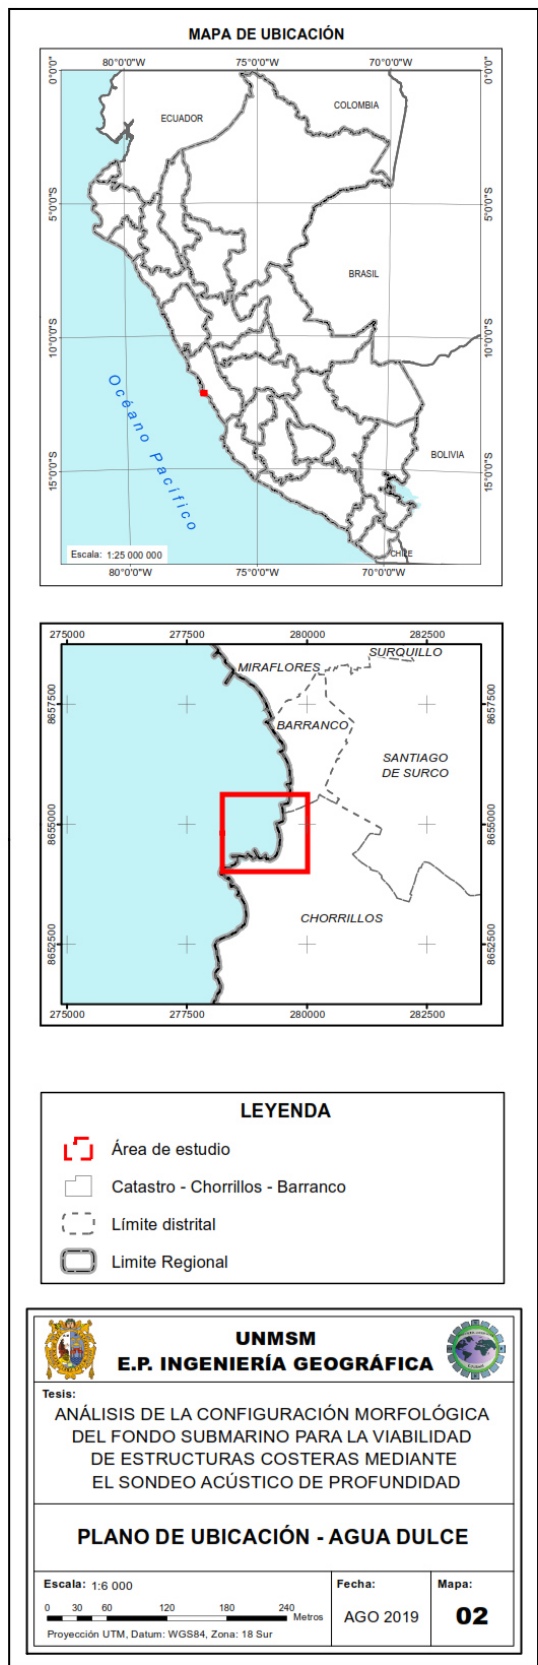 MAPA DE UBICACIÓN
80°0'0"W 75°0'0"W 70°0'0"W
0°0'0" 0°0'0"
ECUADOR
COLOMBIA
5°0'0"S 5°0'0"S
BRASIL
10°0'0"S 10°0'0"S
Océano Pacífico
BOLIVIA
15°0'0"S 15°0'0"S
CHILE
Escala: 1:25 000 000
80°0'0"W 75°0'0"W 70°0'0"W
275000 277500 280000 282500
SURQUILLO
MIRAFLORES
8657500 8657500
BARRANCO
SANTIAGO
DE SURCO
8655000 8655000
CHORRILLOS
8652500 8652500
275000 277500 280000 282500
LEYENDA
Área de estudio
Catastro - Chorrillos - Barranco
Límite distrital
Limite Regional
UNMSM
E.P. INGENIERÍA GEOGRÁFICA
Tesis:
ANÁLISIS DE LA CONFIGURACIÓN MORFOLÓGICA
DEL FONDO SUBMARINO PARA LA VIABILIDAD
DE ESTRUCTURAS COSTERAS MEDIANTE
EL SONDEO ACÚSTICO DE PROFUNDIDAD
PLANO DE UBICACIÓN - AGUA DULCE
Escala: 1:6 000
0 30 60 120 180 240
Metros
Proyección UTM, Datum: WGS84, Zona: 18 Sur
Fecha:
AGO 2019
Mapa:
02